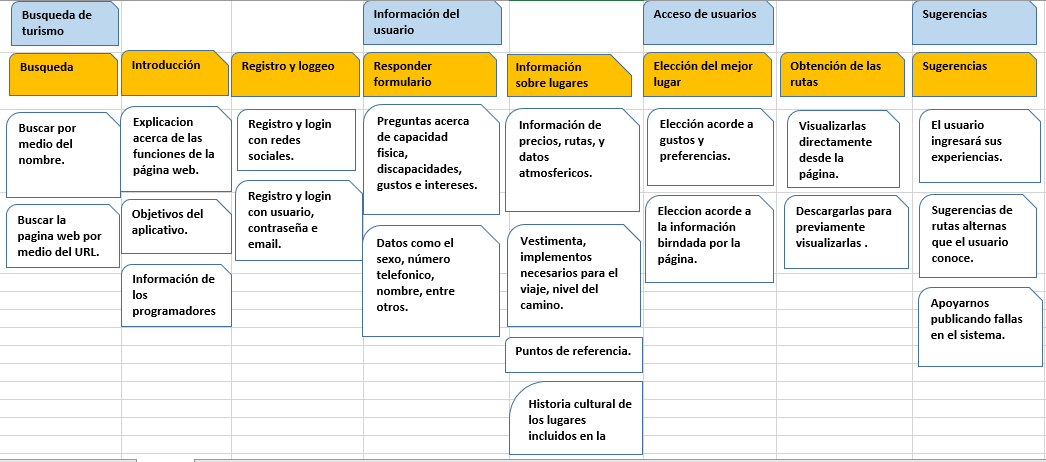 Busqueda de
turismo
Información del
usuario
Acceso de usuarios
Sugerencias
Busqueda
Introducción
Registro y loggeo
Responder
formulario
Información
sobre lugares
Elección del mejor
lugar
Obtención de las
rutas
Sugerencias
Buscar por
medio del
nombre.
Buscar la
pagina web por
medio del URL.
Explicacion
acerca de las
funciones de la
página web.
Objetivos del
aplicativo.
Información de
los
programadores
Registro y login
con redes
sociales.
Registro y login
con usuario,
contraseña e
email.
Preguntas acerca
de capacidad
fisica,
discapacidades,
gustos e intereses.
Datos como el
sexo, número
telefonico,
nombre, entre
otros.
Información de
precios, rutas, y
datos
atmosfericos.
Vestimenta,
implementos
necesarios para el
viaje, nivel del
camino.
Puntos de referencia.
Historia cultural de
los lugares
incluidos en la
Elección acorde a
gustos y
preferencias.
Eleccion acorde a
la información
birndada por la
página.
Visualizarlas
directamente
desde la
página.
Descargarlas para
previamente
visualizarlas .
El usuario
ingresará sus
experiencias.
Sugerencias de
rutas alternas
que el usuario
conoce.
Apoyarnos
publicando fallas
en el sistema.